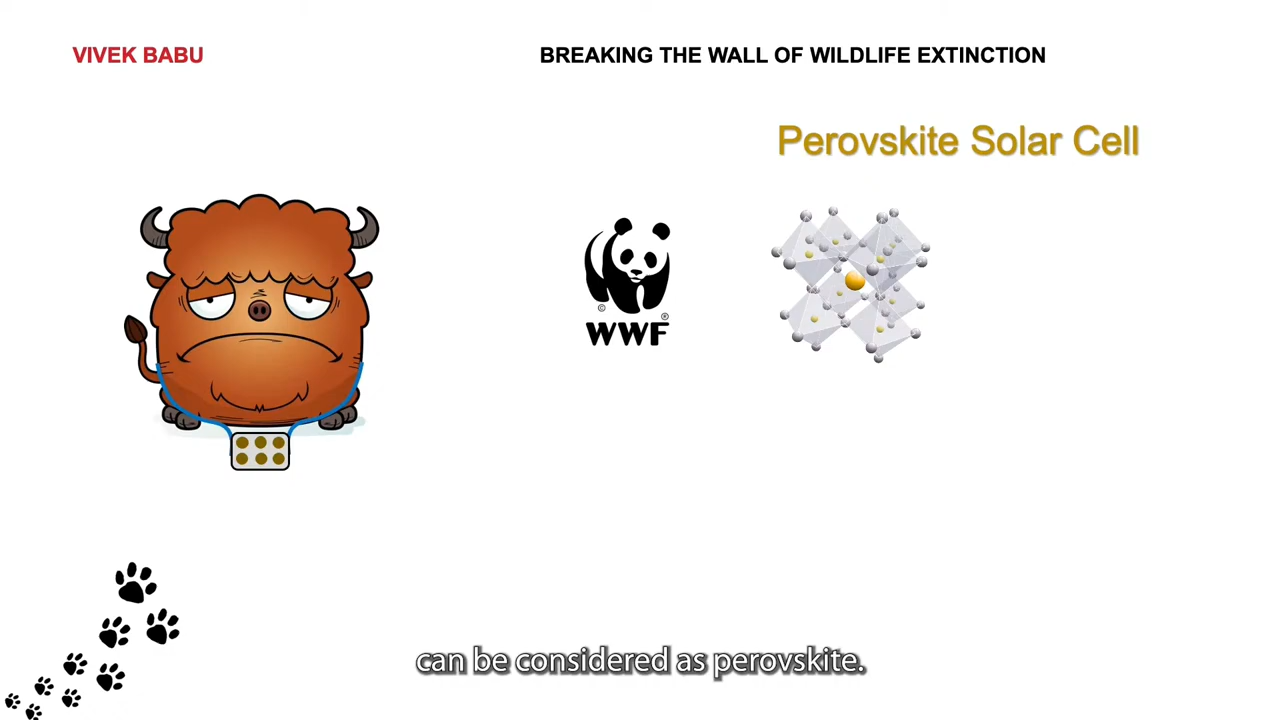 VIVEK BABU
BREAKING THE WALL OF WILDLIFE EXTINCTION
Perovskite Solar Cell
©
®
WWF
can be considered as perovskite.